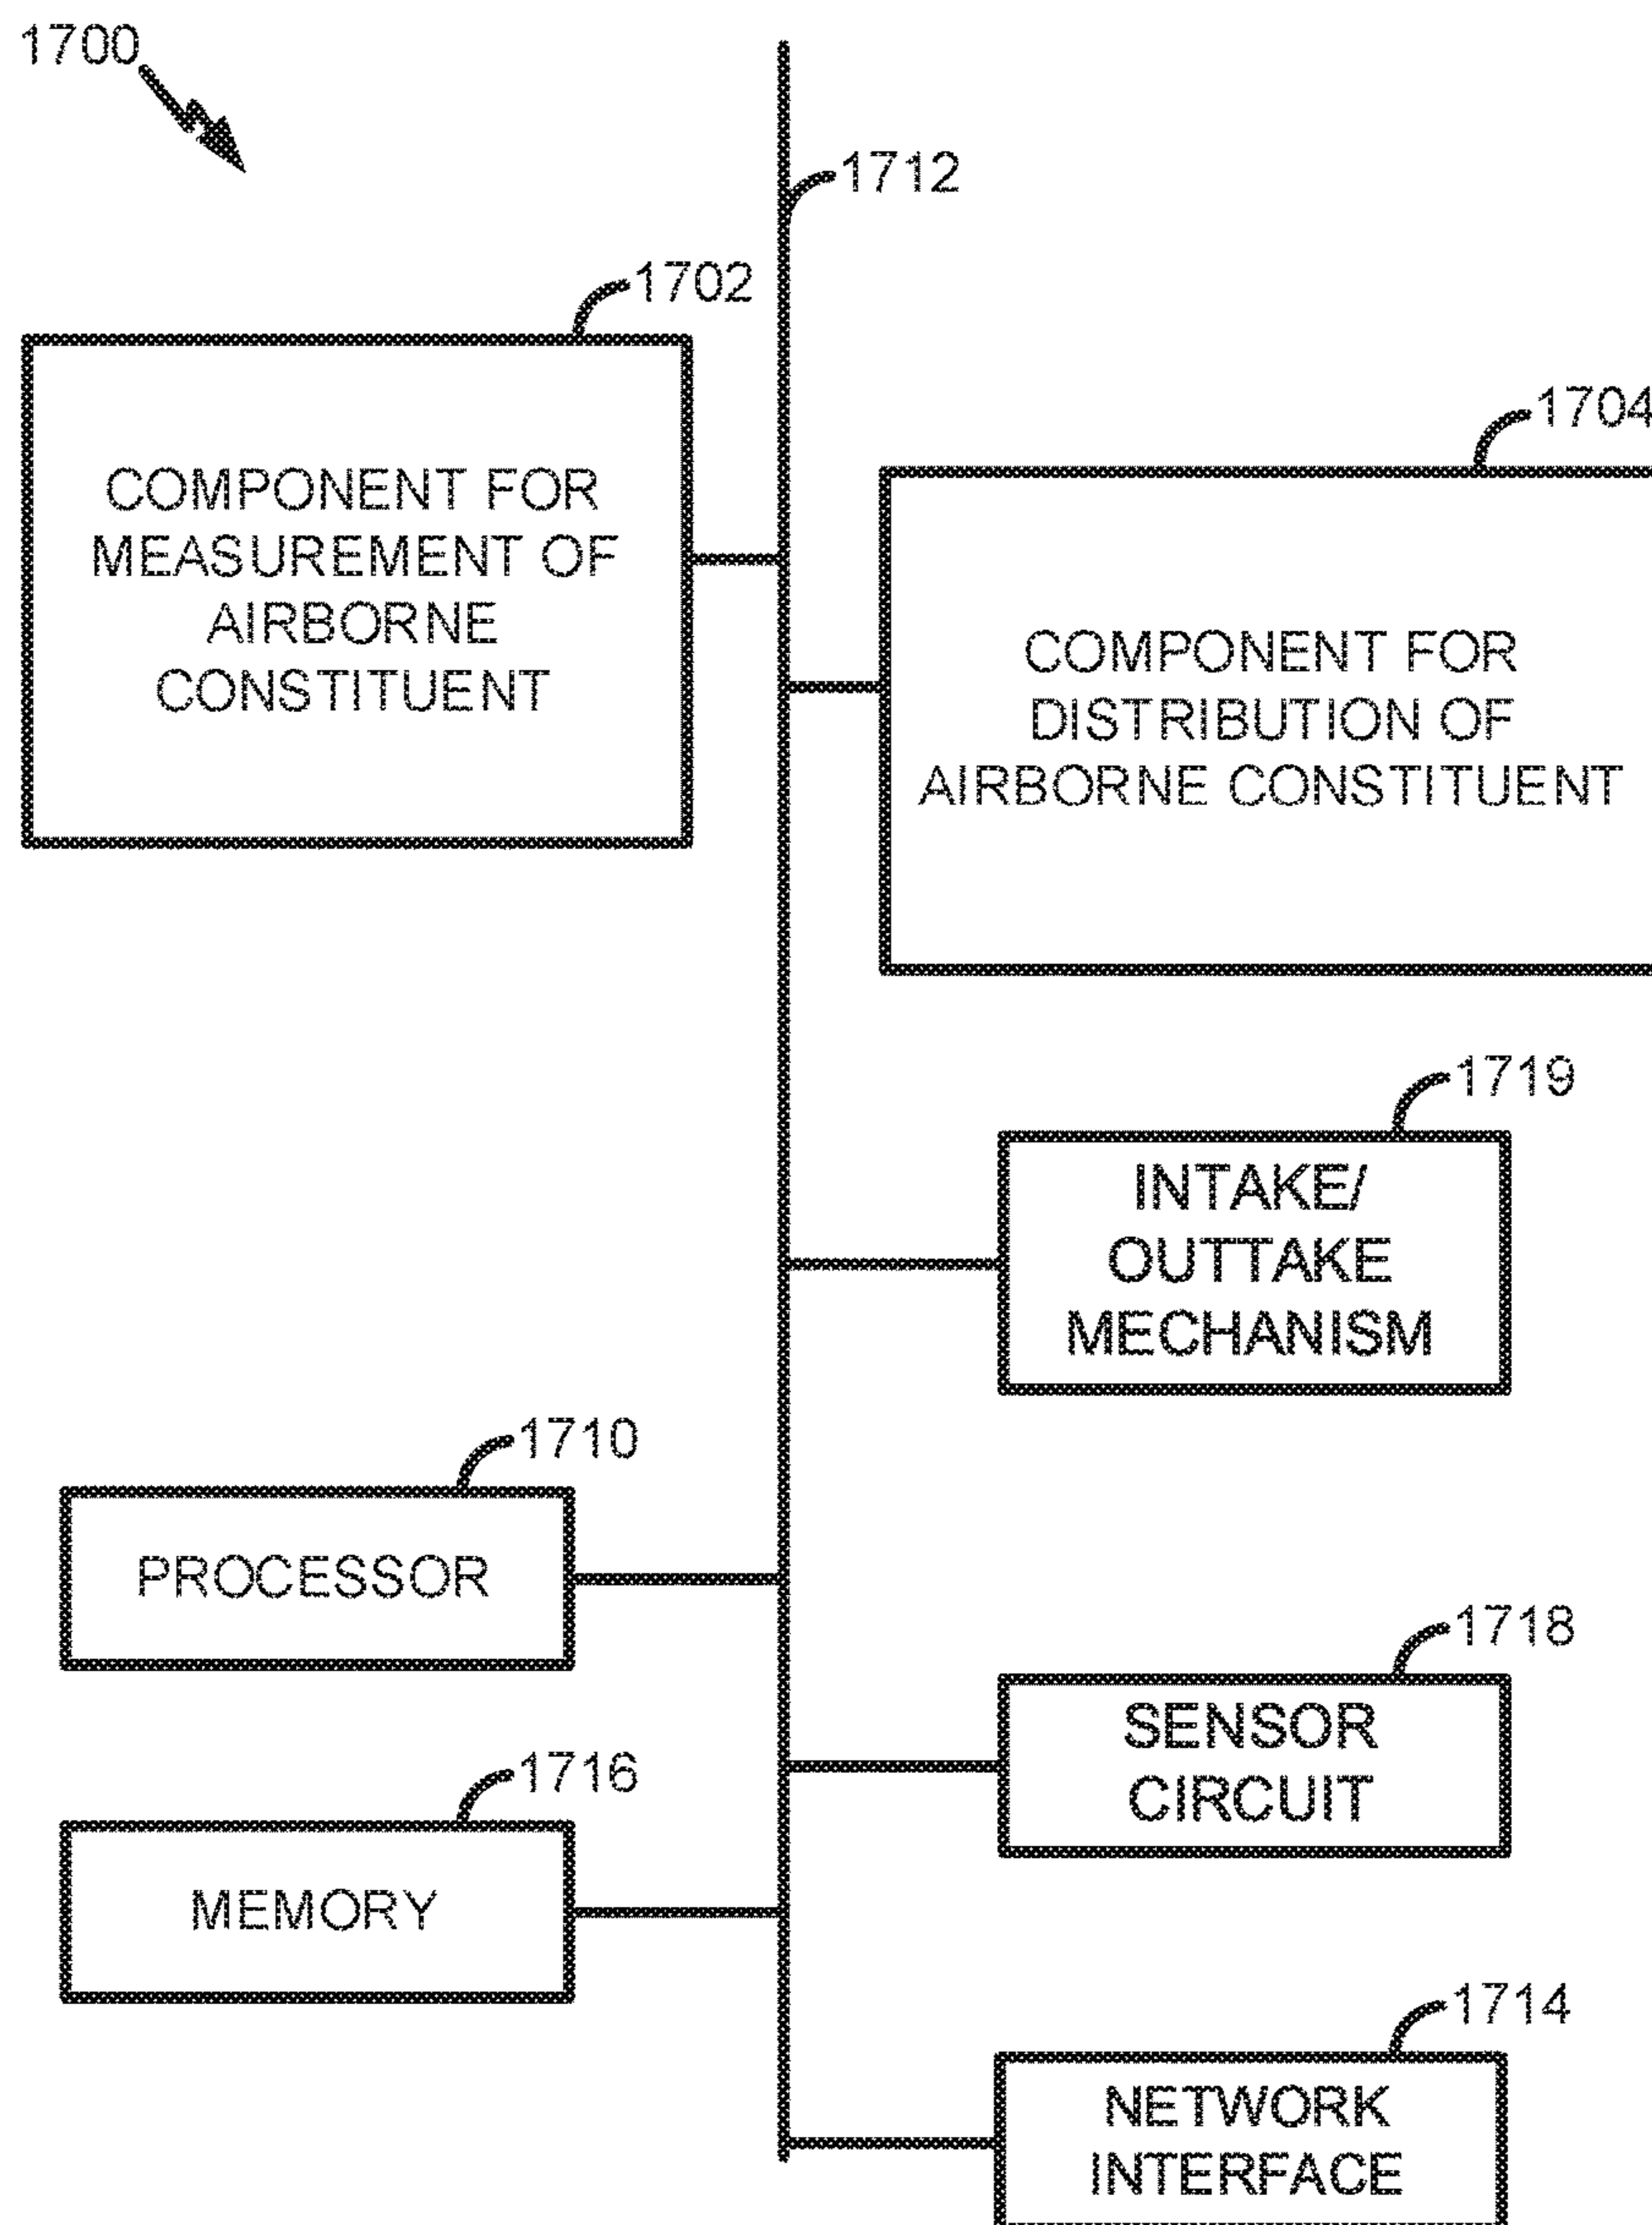 1700
1712
1702
COMPONENT FOR
MEASUREMENT OF
AIRBORNE
CONSTITUENT
1704
COMPONENT FOR
DISTRIBUTION OF
AIRBORNE CONSTITUENT
1719
INTAKE/
OUTTAKE
MECHANISM
1710
PROCESSOR
1718
SENSOR
CIRCUIT
1716
MEMORY
1714
NETWORK
INTERFACE